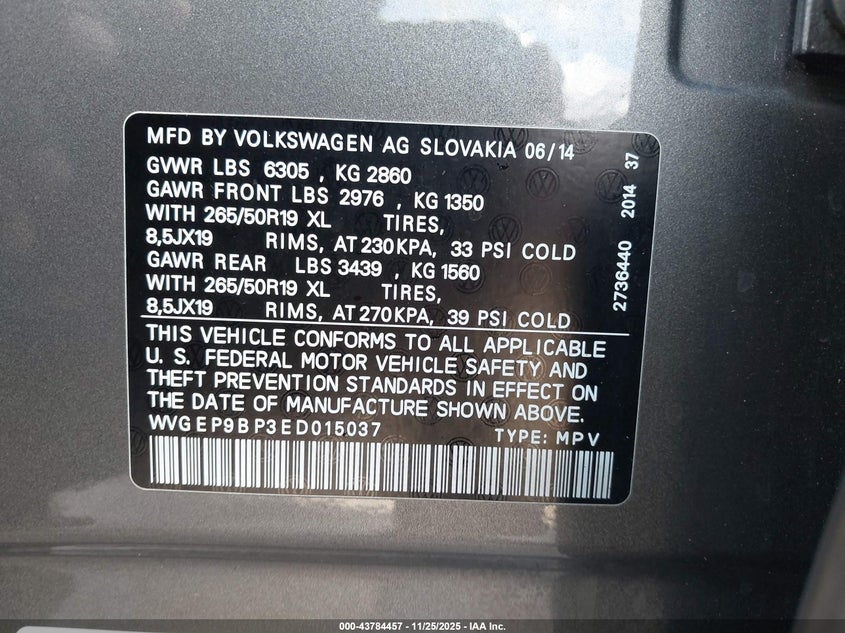 MFD BY VOLKSWAGEN AG SLOVAKIA 06/14
GVWR LBS 6305 , KG 2860
GAWR FRONT LBS 2976 , KG 1350
WITH 265/50R19 XL TIRES,
8,5JX19 RIMS, AT 230 KPA, 33 PSI COLD
GAWR REAR LBS 3439 , KG 1560
WITH 265/50R19 XL TIRES,
8,5JX19 RIMS, AT 270 KPA, 39 PSI COLD
THIS VEHICLE CONFORMS TO ALL APPLICABLE
U. S. FEDERAL MOTOR VEHICLE SAFETY AND
THEFT PREVENTION STANDARDS IN EFFECT ON
THE DATE OF MANUFACTURE SHOWN ABOVE.
WVGEP9BP3ED015037 TYPE: MPV
2736440 2014 37
000-43784457 - 11/25/2025 - IAA Inc.